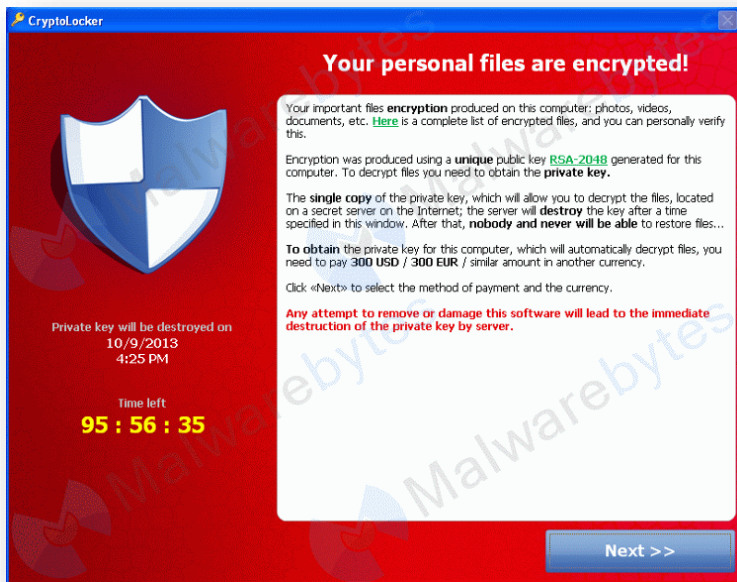 CryptoLocker
Your personal files are encrypted!
Your important files encryption produced on this computer: photos, videos,
documents, etc. Here is a complete list of encrypted files, and you can personally verify
this.
Encryption was produced using a unique public key RSA-2048 generated for this
computer. To decrypt files you need to obtain the private key.
The single copy of the private key, which will allow you to decrypt the files, located
on a secret server on the Internet; the server will destroy the key after a time
specified in this window. After that, nobody and never will be able to restore files...
To obtain the private key for this computer, which will automatically decrypt files, you
need to pay 300 USD / 300 EUR / similar amount in another currency.
Click «Next» to select the method of payment and the currency.
Any attempt to remove or damage this software will lead to the immediate
destruction of the private key by server.
Private key will be destroyed on
10/9/2013
4:25 PM
Time left
95 : 56 : 35
Next >>
Malwarebytes
Malwarebytes
Malwarebytes